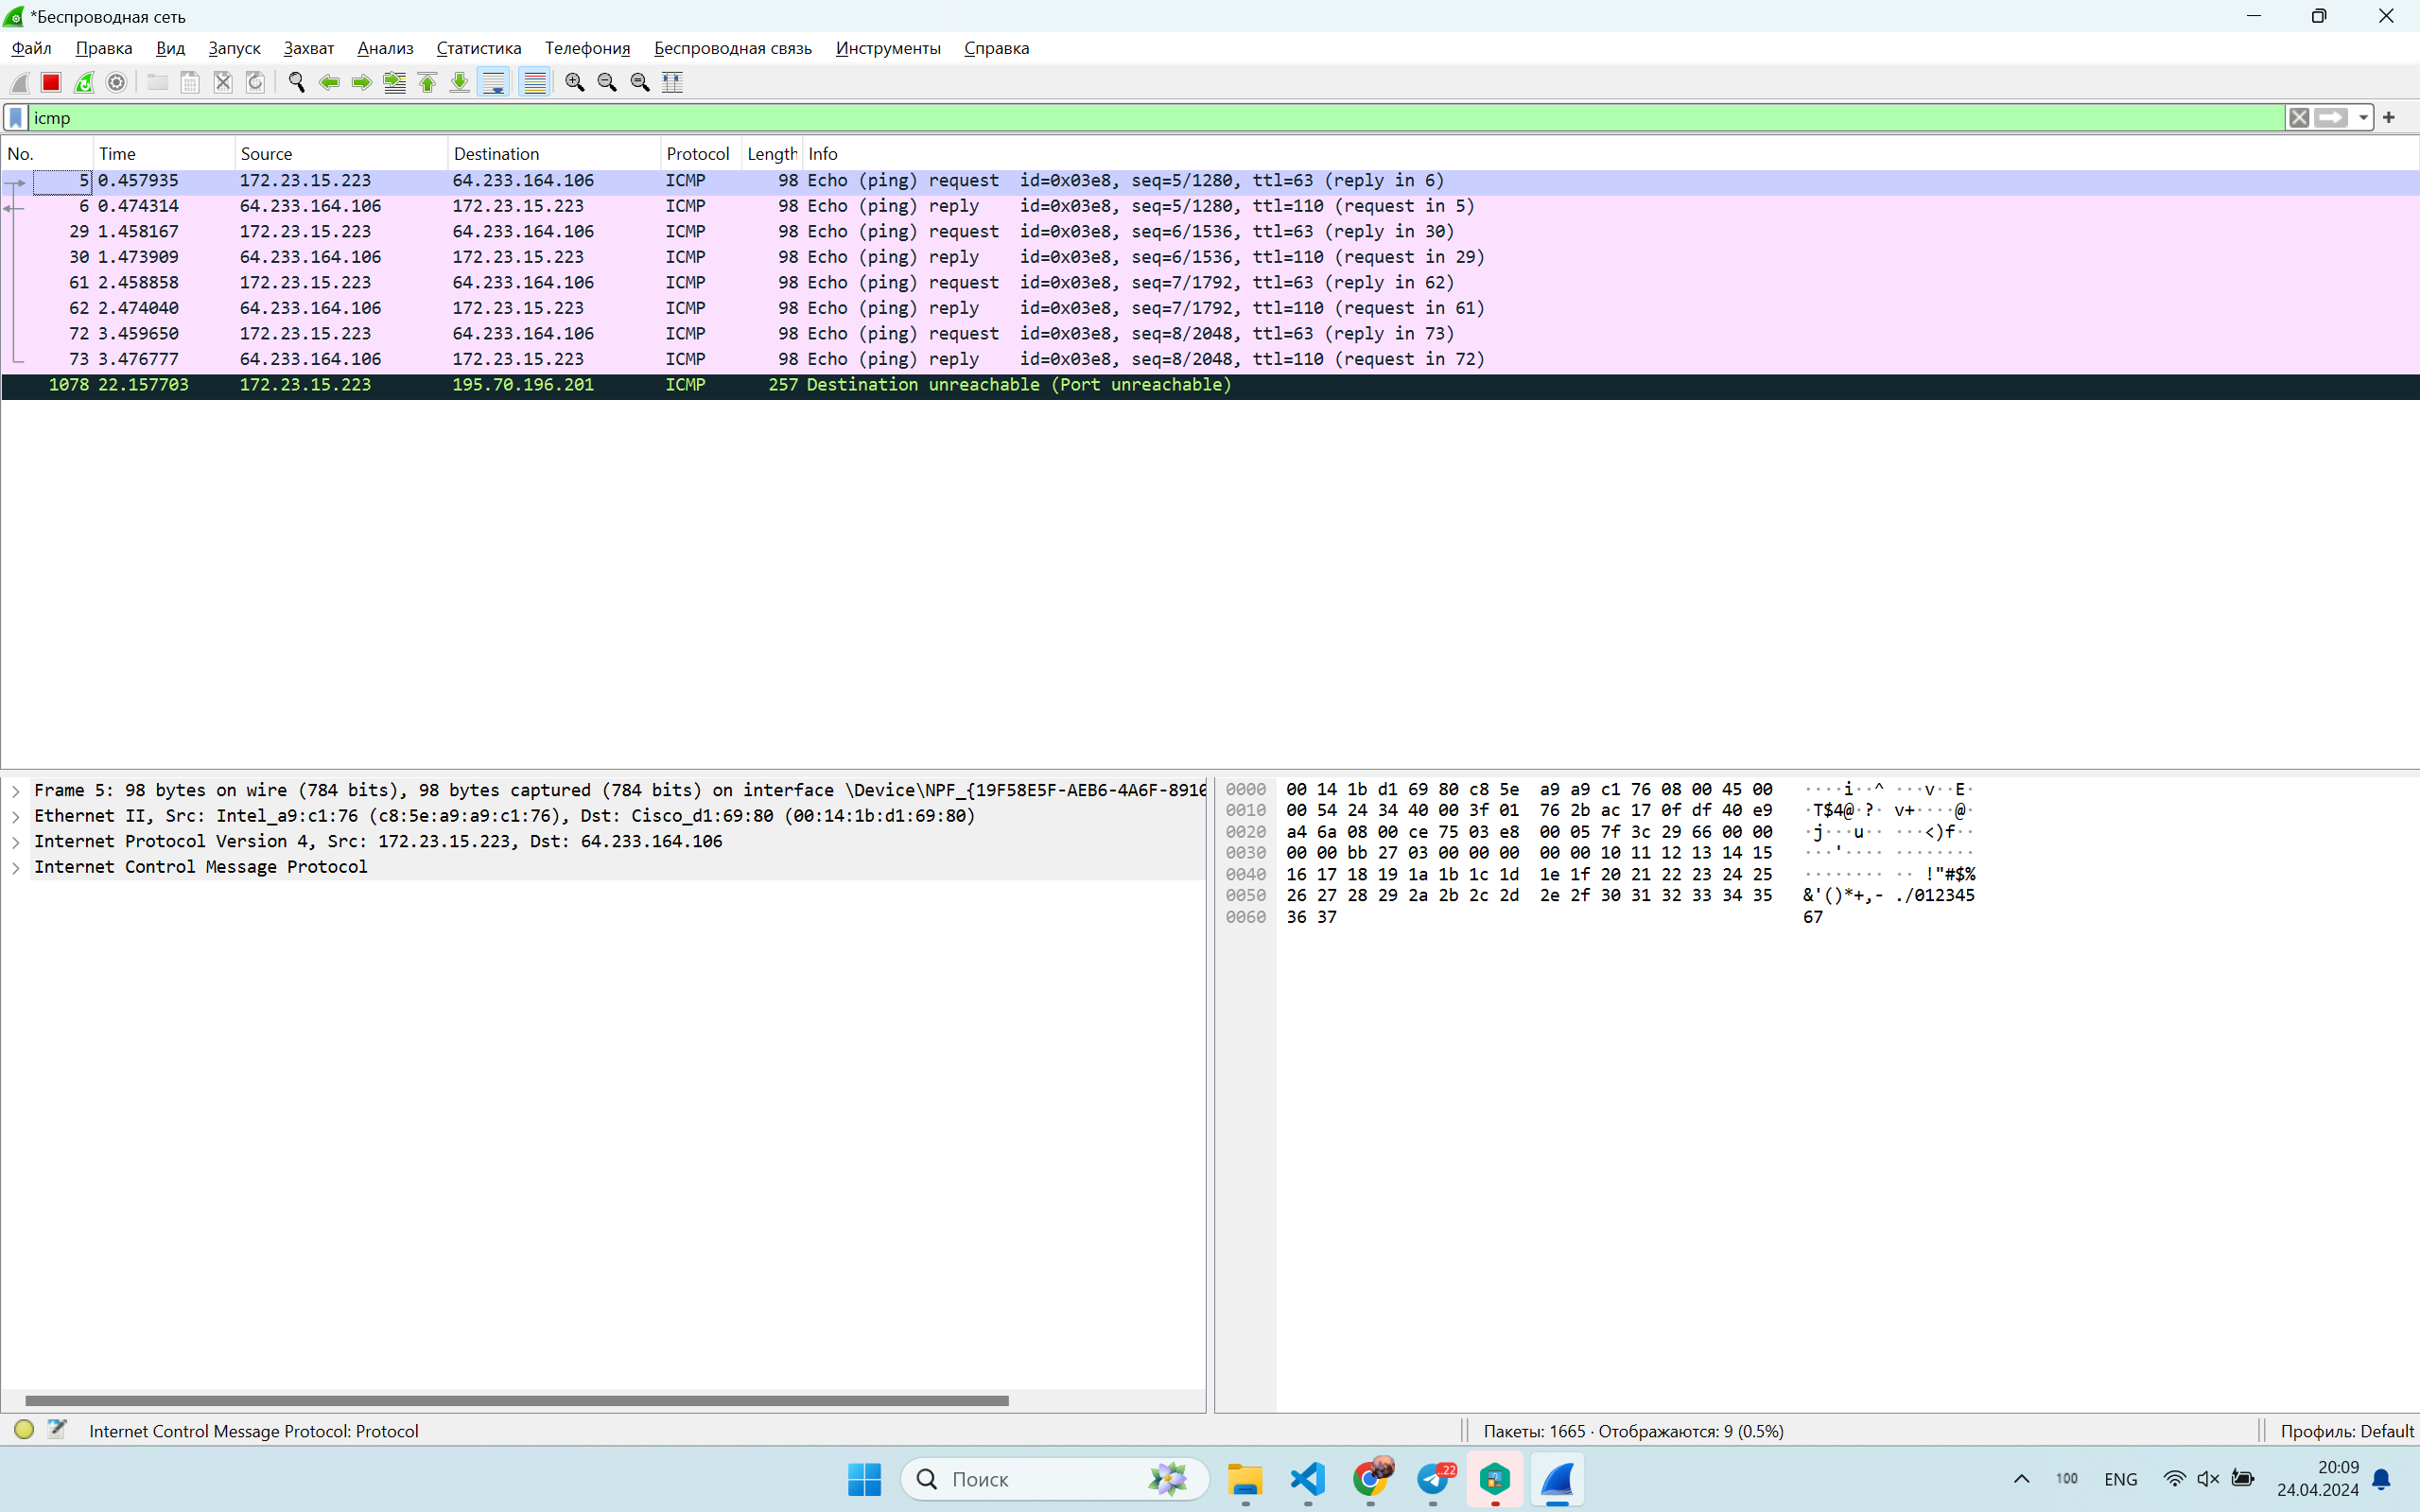 *Беспроводная сеть
Файл Правка Вид Запуск Захват Анализ Статистика Телефония Беспроводная связь Инструменты Справка
icmp
No. Time Source Destination Protocol Length Info
5 0.457935 172.23.15.223 64.233.164.106 ICMP 98 Echo (ping) request id=0x03e8, seq=5/1280, ttl=63 (reply in 6)
6 0.474314 64.233.164.106 172.23.15.223 ICMP 98 Echo (ping) reply id=0x03e8, seq=5/1280, ttl=110 (request in 5)
29 1.458167 172.23.15.223 64.233.164.106 ICMP 98 Echo (ping) request id=0x03e8, seq=6/1536, ttl=63 (reply in 30)
30 1.473909 64.233.164.106 172.23.15.223 ICMP 98 Echo (ping) reply id=0x03e8, seq=6/1536, ttl=110 (request in 29)
61 2.458858 172.23.15.223 64.233.164.106 ICMP 98 Echo (ping) request id=0x03e8, seq=7/1792, ttl=63 (reply in 62)
62 2.474040 64.233.164.106 172.23.15.223 ICMP 98 Echo (ping) reply id=0x03e8, seq=7/1792, ttl=110 (request in 61)
72 3.459650 172.23.15.223 64.233.164.106 ICMP 98 Echo (ping) request id=0x03e8, seq=8/2048, ttl=63 (reply in 73)
73 3.476777 64.233.164.106 172.23.15.223 ICMP 98 Echo (ping) reply id=0x03e8, seq=8/2048, ttl=110 (request in 72)
1078 22.157703 172.23.15.223 195.70.196.201 ICMP 257 Destination unreachable (Port unreachable)
Frame 5: 98 bytes on wire (784 bits), 98 bytes captured (784 bits) on interface \Device\NPF_{19F58E5F-AEB6-4A6F-8910
Ethernet II, Src: Intel_a9:c1:76 (c8:5e:a9:a9:c1:76), Dst: Cisco_d1:69:80 (00:14:1b:d1:69:80)
Internet Protocol Version 4, Src: 172.23.15.223, Dst: 64.233.164.106
Internet Control Message Protocol
0000 00 14 1b d1 69 80 c8 5e a9 a9 c1 76 08 00 45 00 ····i··^ ···v··E·
0010 00 54 24 34 40 00 3f 01 76 2b ac 17 0f df 40 e9 ·T$4@·?· v+····@·
0020 a4 6a 08 00 ce 75 03 e8 00 05 7f 3c 29 66 00 00 ·j···u·· ···<)f··
0030 00 00 bb 27 03 00 00 00 00 00 10 11 12 13 14 15 ···'···· ········
0040 16 17 18 19 1a 1b 1c 1d 1e 1f 20 21 22 23 24 25 ········ ·· !"#$%
0050 26 27 28 29 2a 2b 2c 2d 2e 2f 30 31 32 33 34 35 &'()*+,- ./012345
0060 36 37 67
Internet Control Message Protocol: Protocol Пакеты: 1665 · Отображаются: 9 (0.5%) Профиль: Default
Поиск ..22 100 ENG 20:09
24.04.2024